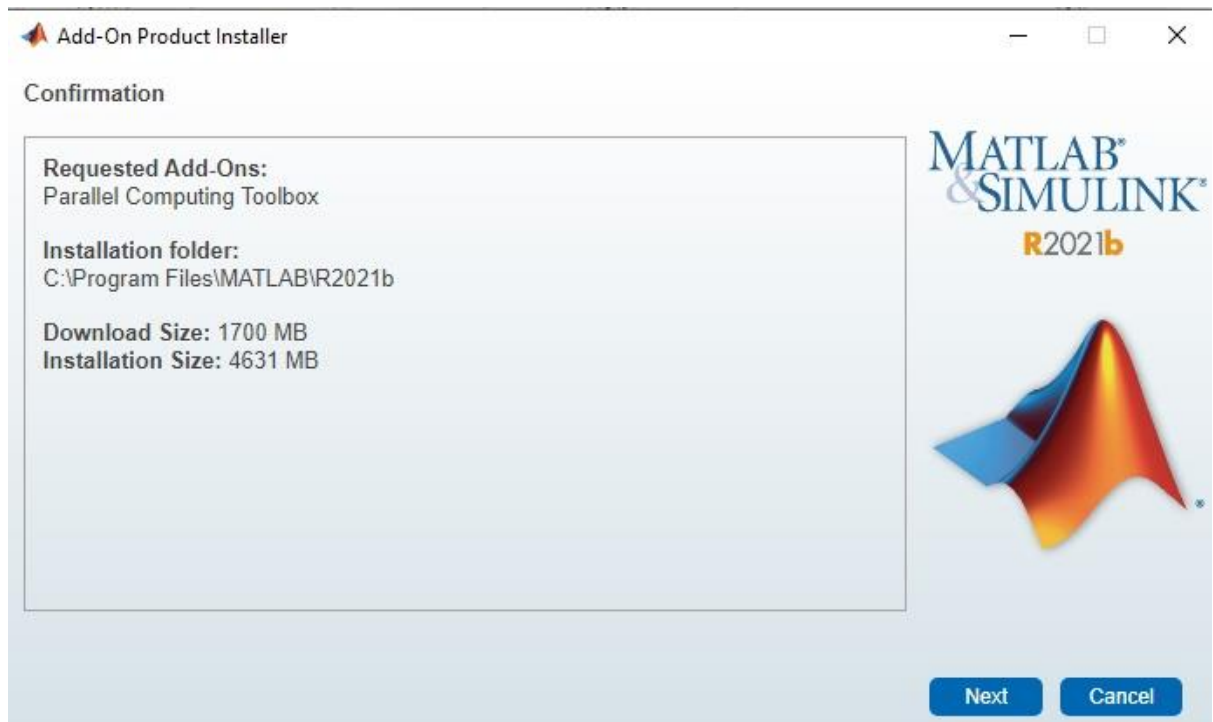 Add-On Product Installer
Confirmation
Requested Add-Ons:
Parallel Computing Toolbox
Installation folder:
C:\Program Files\MATLAB\R2021b
Download Size: 1700 MB
Installation Size: 4631 MB
MATLAB®
&SIMULINK®
R2021b
®
Next Cancel